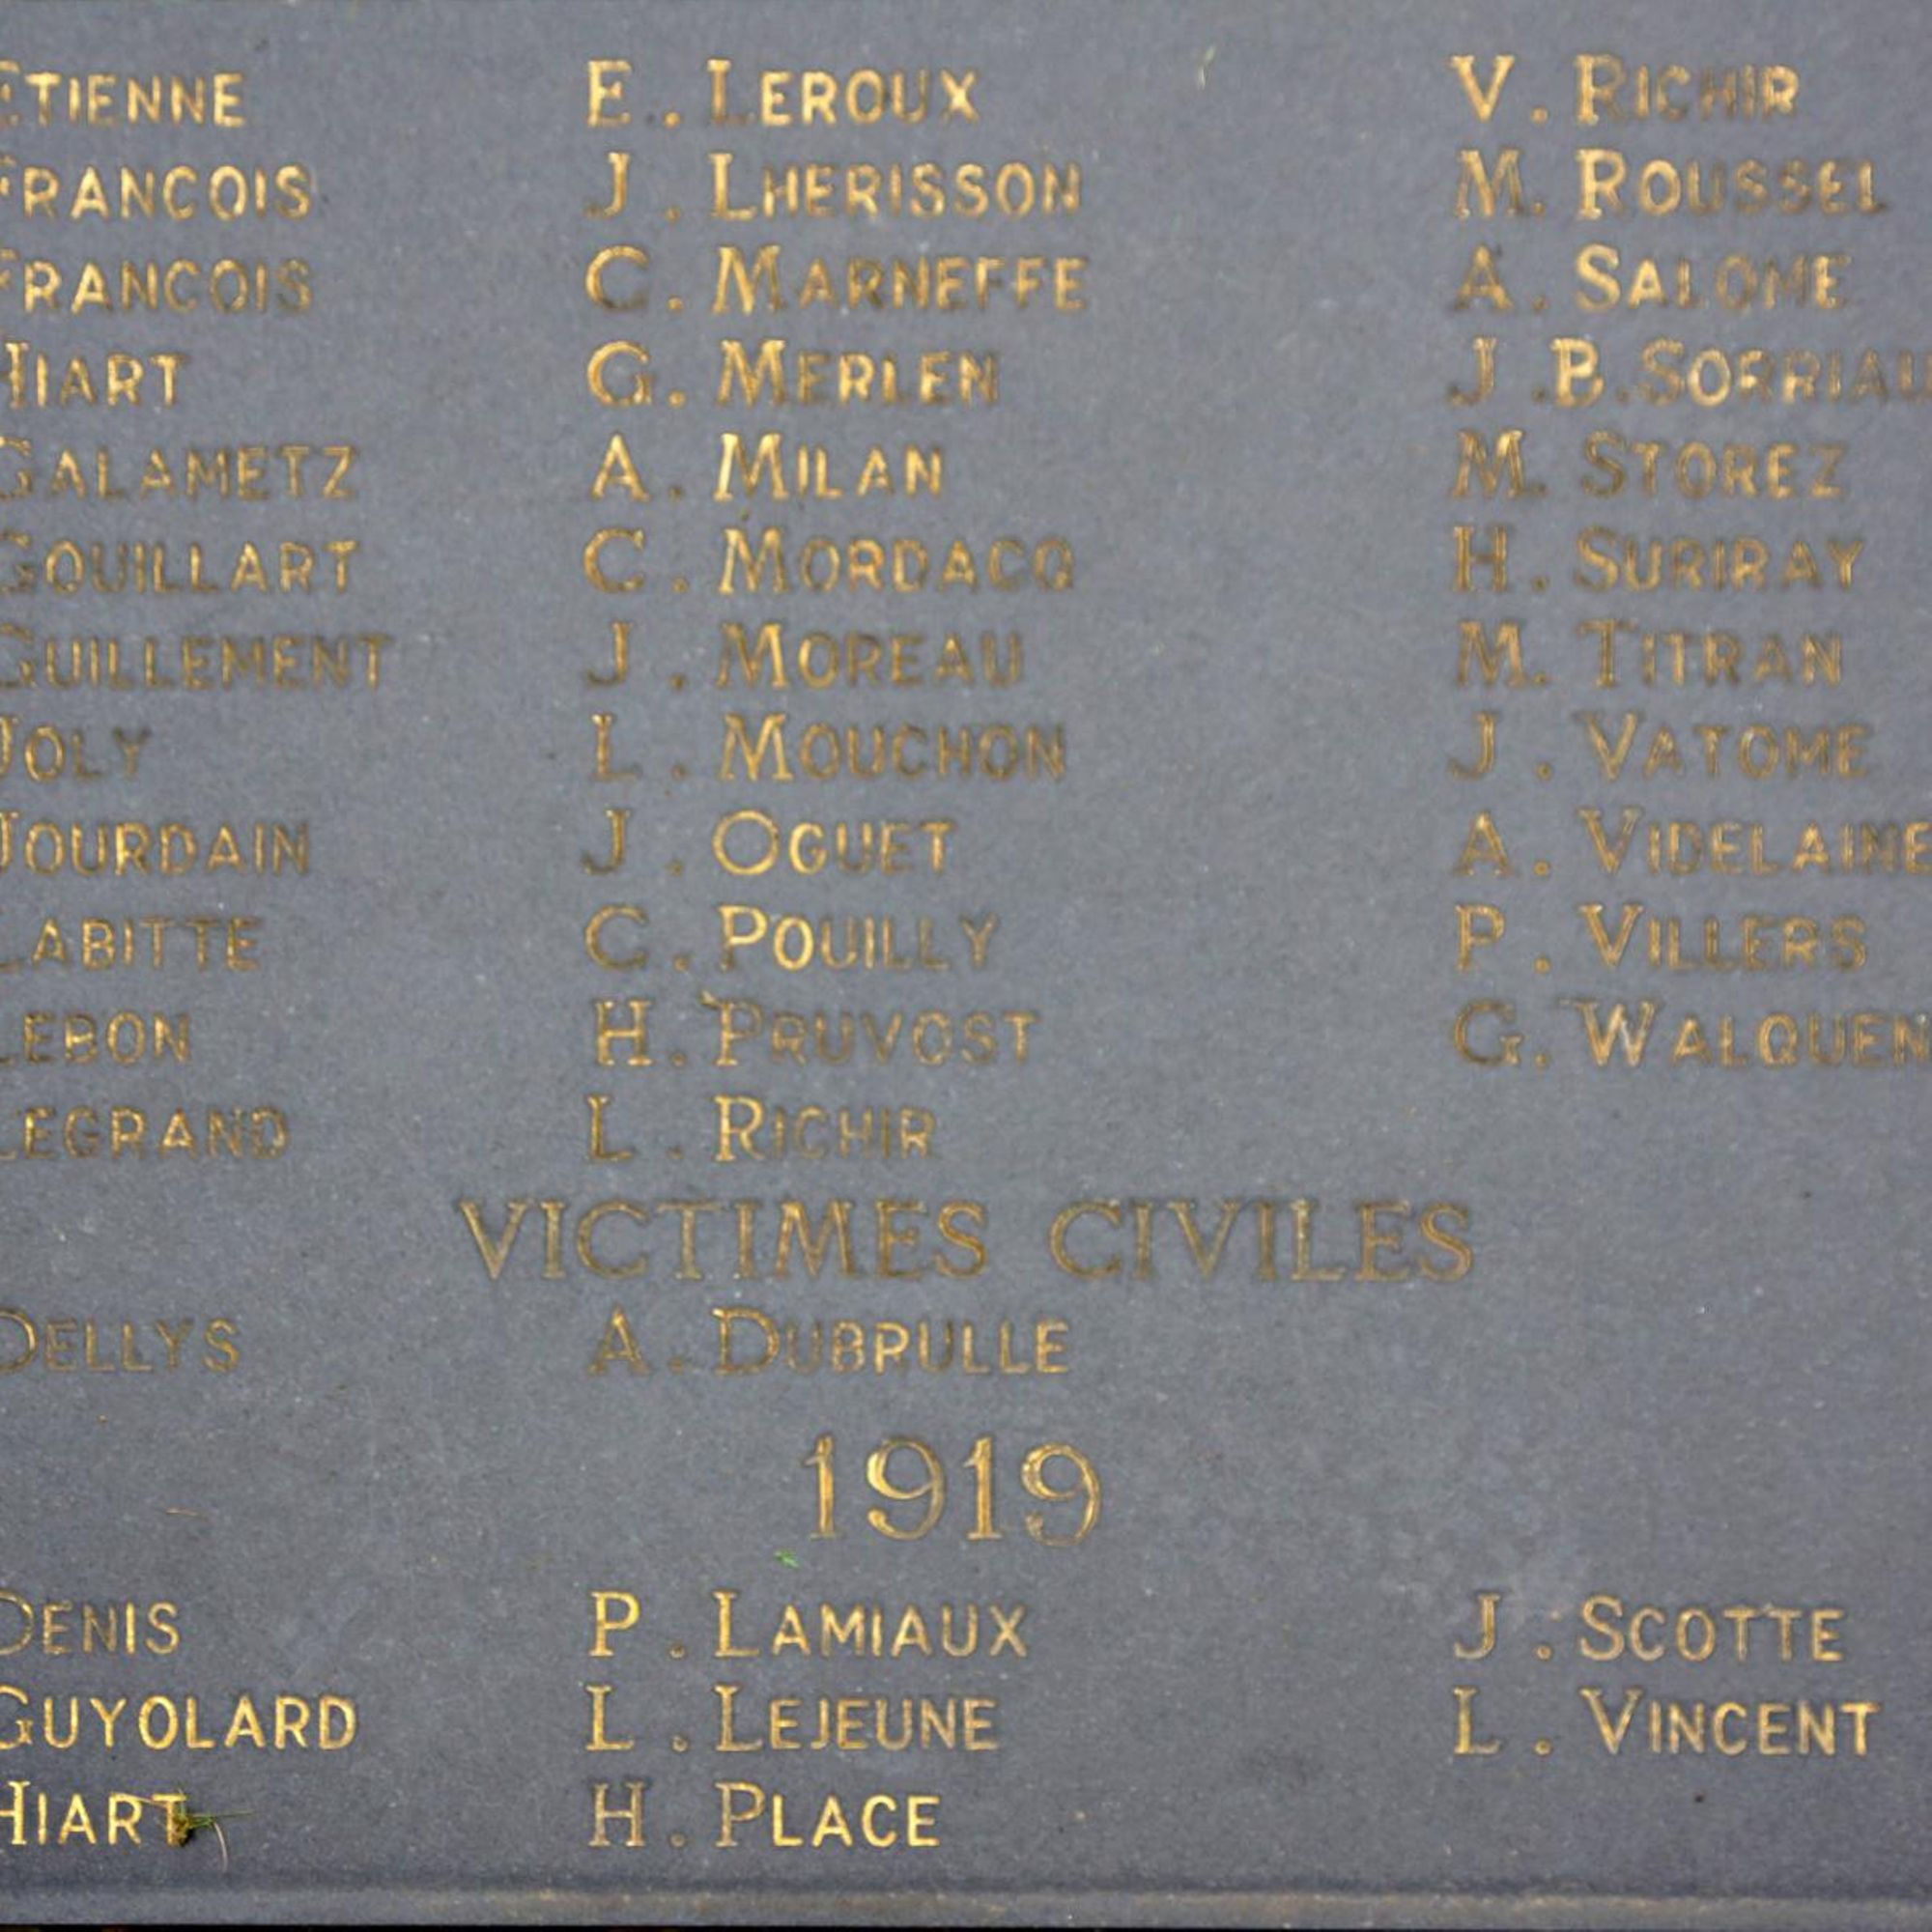 ETIENNE E. LEROUX V. RICHIR
FRANCOIS J. LHERISSON M. ROUSSEL
FRANCOIS C. MARNEFFE A. SALOME
HIART G. MERLEN J.B. SORRIAU
GALAMETZ A. MILAN M. STOREZ
GOUILLART C. MORDACQ H. SURIRAY
GUILLEMENT J. MOREAU M. TITRAN
JOLY L. MOUCHON J. VATOME
JOURDAIN J. OGUET A. VIDELAINE
LABITTE C. POUILLY P. VILLERS
LEBON H. PRUVOST G. WALQUEN
LEGRAND L. RICHIR
VICTIMES CIVILES
DELLYS A. DUBRULLE
1919
DENIS P. LAMIAUX J. SCOTTE
GUYOLARD L. LEJEUNE L. VINCENT
HIART H. PLACE